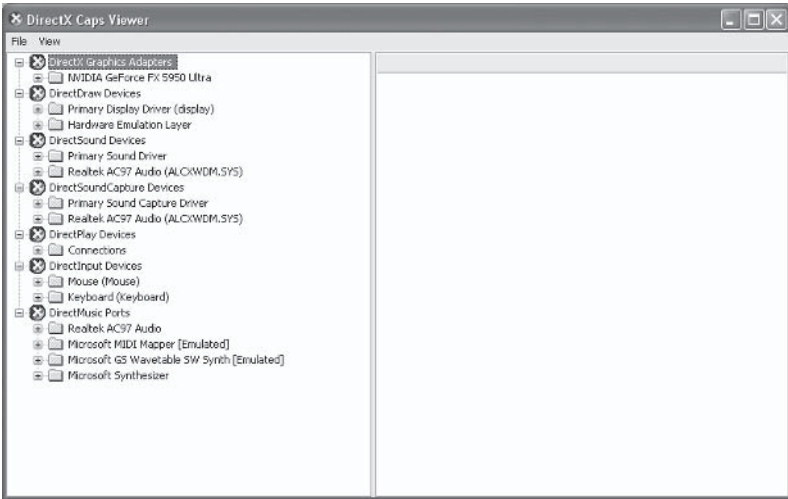 DirectX Caps Viewer
File View
DirectX Graphics Adapters
NVIDIA GeForce FX 5950 Ultra
DirectDraw Devices
Primary Display Driver (display)
Hardware Emulation Layer
DirectSound Devices
Primary Sound Driver
Realtek AC97 Audio (ALCXWDM.SYS)
DirectSoundCapture Devices
Primary Sound Capture Driver
Realtek AC97 Audio (ALCXWDM.SYS)
DirectPlay Devices
Connections
DirectInput Devices
Mouse (Mouse)
Keyboard (Keyboard)
DirectMusic Ports
Realtek AC97 Audio
Microsoft MIDI Mapper [Emulated]
Microsoft GS Wavetable SW Synth [Emulated]
Microsoft Synthesizer